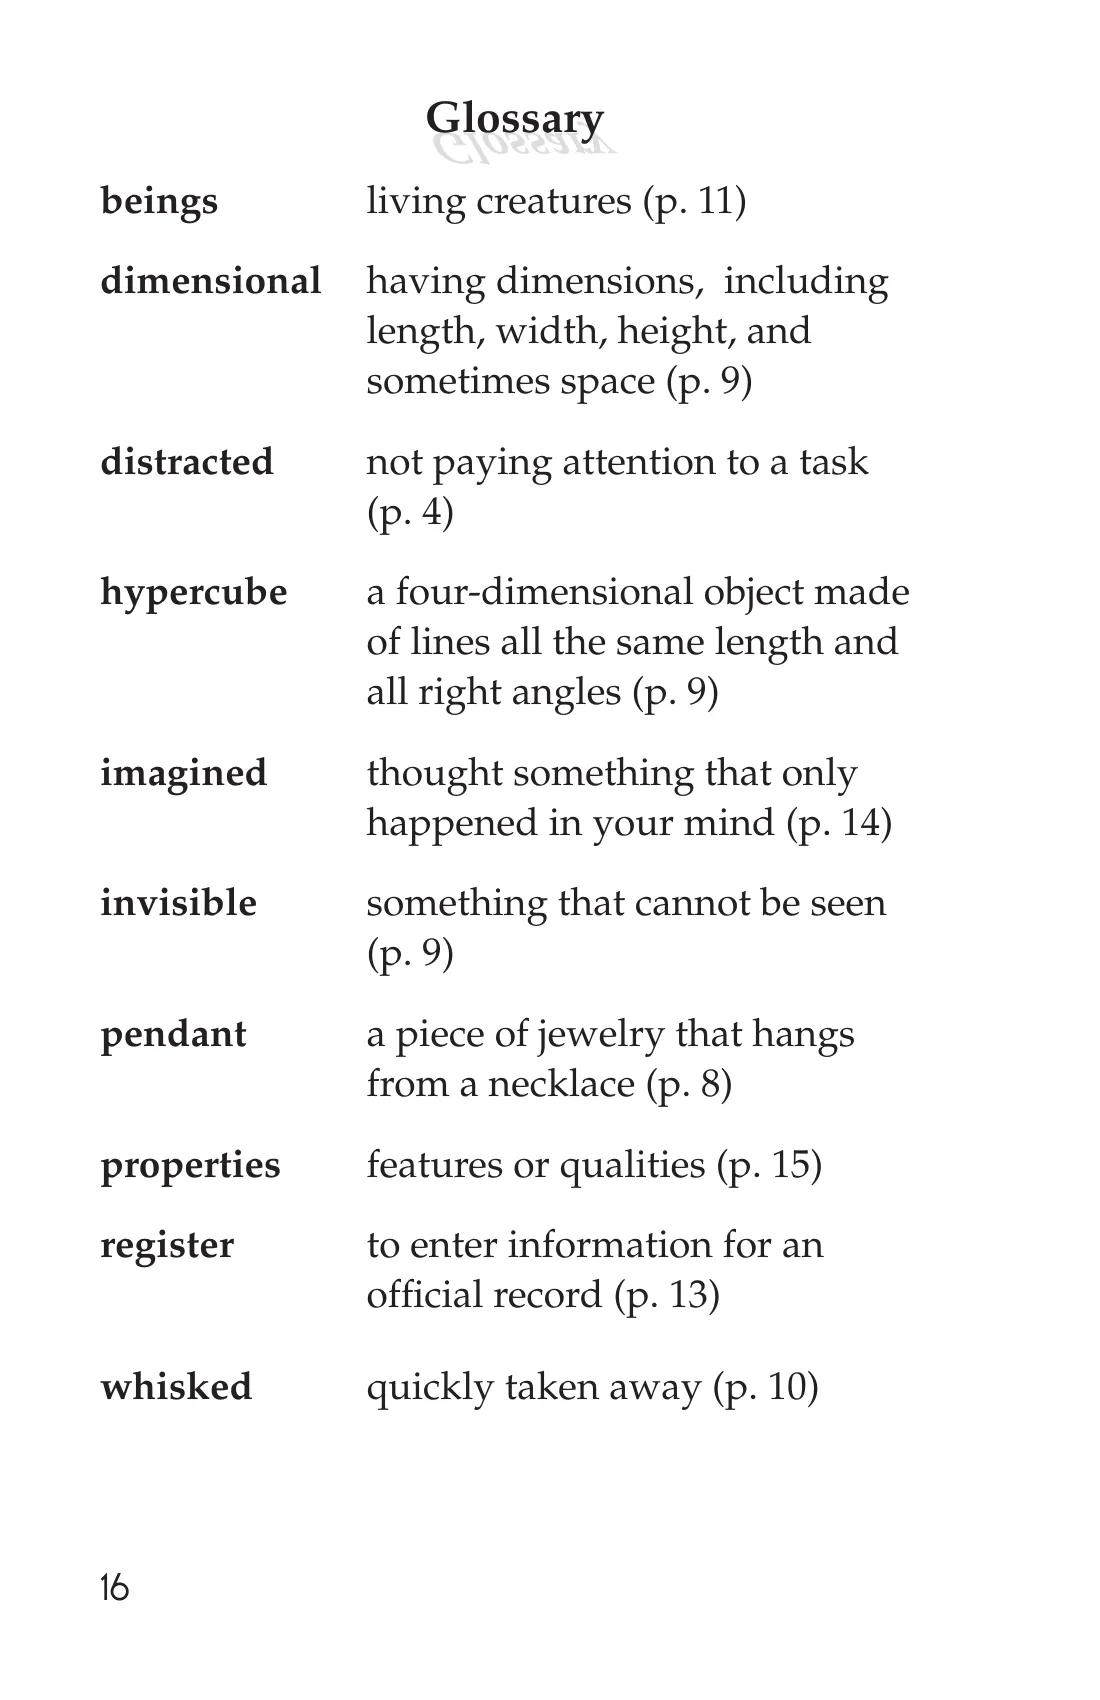 Glossary
beings living creatures (p. 11)
dimensional having dimensions,  including
length, width, height, and
sometimes space (p. 9)
distracted not paying attention to a task
(p. 4)
hypercube a four-dimensional object made
of lines all the same length and
all right angles (p. 9)
imagined thought something that only
happened in your mind (p. 14)
invisible something that cannot be seen
(p. 9)
pendant a piece of jewelry that hangs
from a necklace (p. 8)
properties features or qualities (p. 15)
register to enter information for an
official record (p. 13)
whisked quickly taken away (p. 10)
16